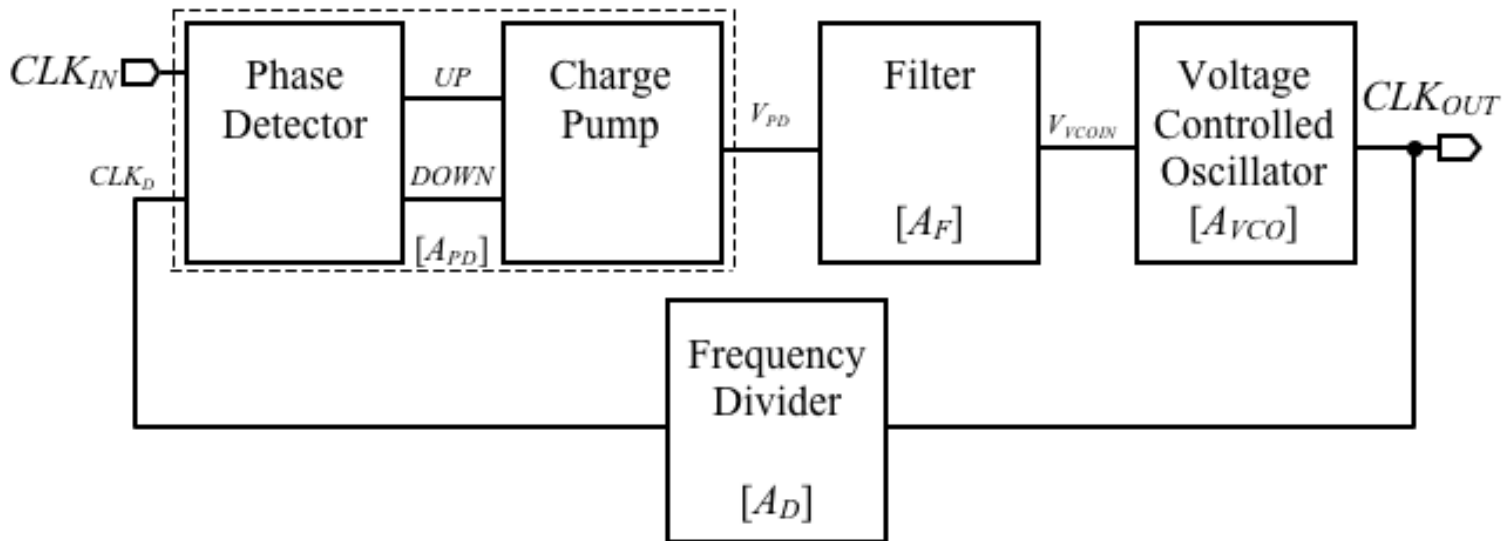 CLK_IN
Phase
Detector
UP
Charge
Pump
V_PD
Filter
V_VCOIN
Voltage
Controlled
Oscillator
CLK_OUT
CLK_D
DOWN
[A_PD]
[A_F]
[A_VCO]
Frequency
Divider
[A_D]